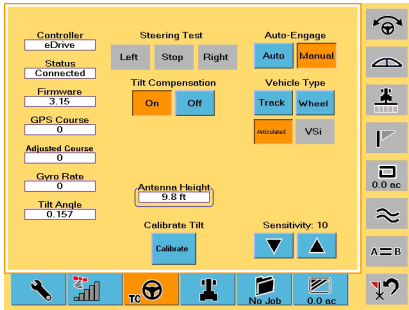 Controller
eDrive
Status
Connected
Firmware
3.15
GPS Course
0
Adjusted Course
0
Gyro Rate
0
Tilt Angle
0.157
Steering Test
Left Stop Right
Tilt Compensation
On Off
Antenna Height
9.8 ft
Calibrate Tilt
Calibrate
Auto-Engage
Auto Manual
Vehicle Type
Track Wheel
Articulated VSi
Sensitivity: 10
0.0 ac
A=B
TC
No Job
0.0 ac